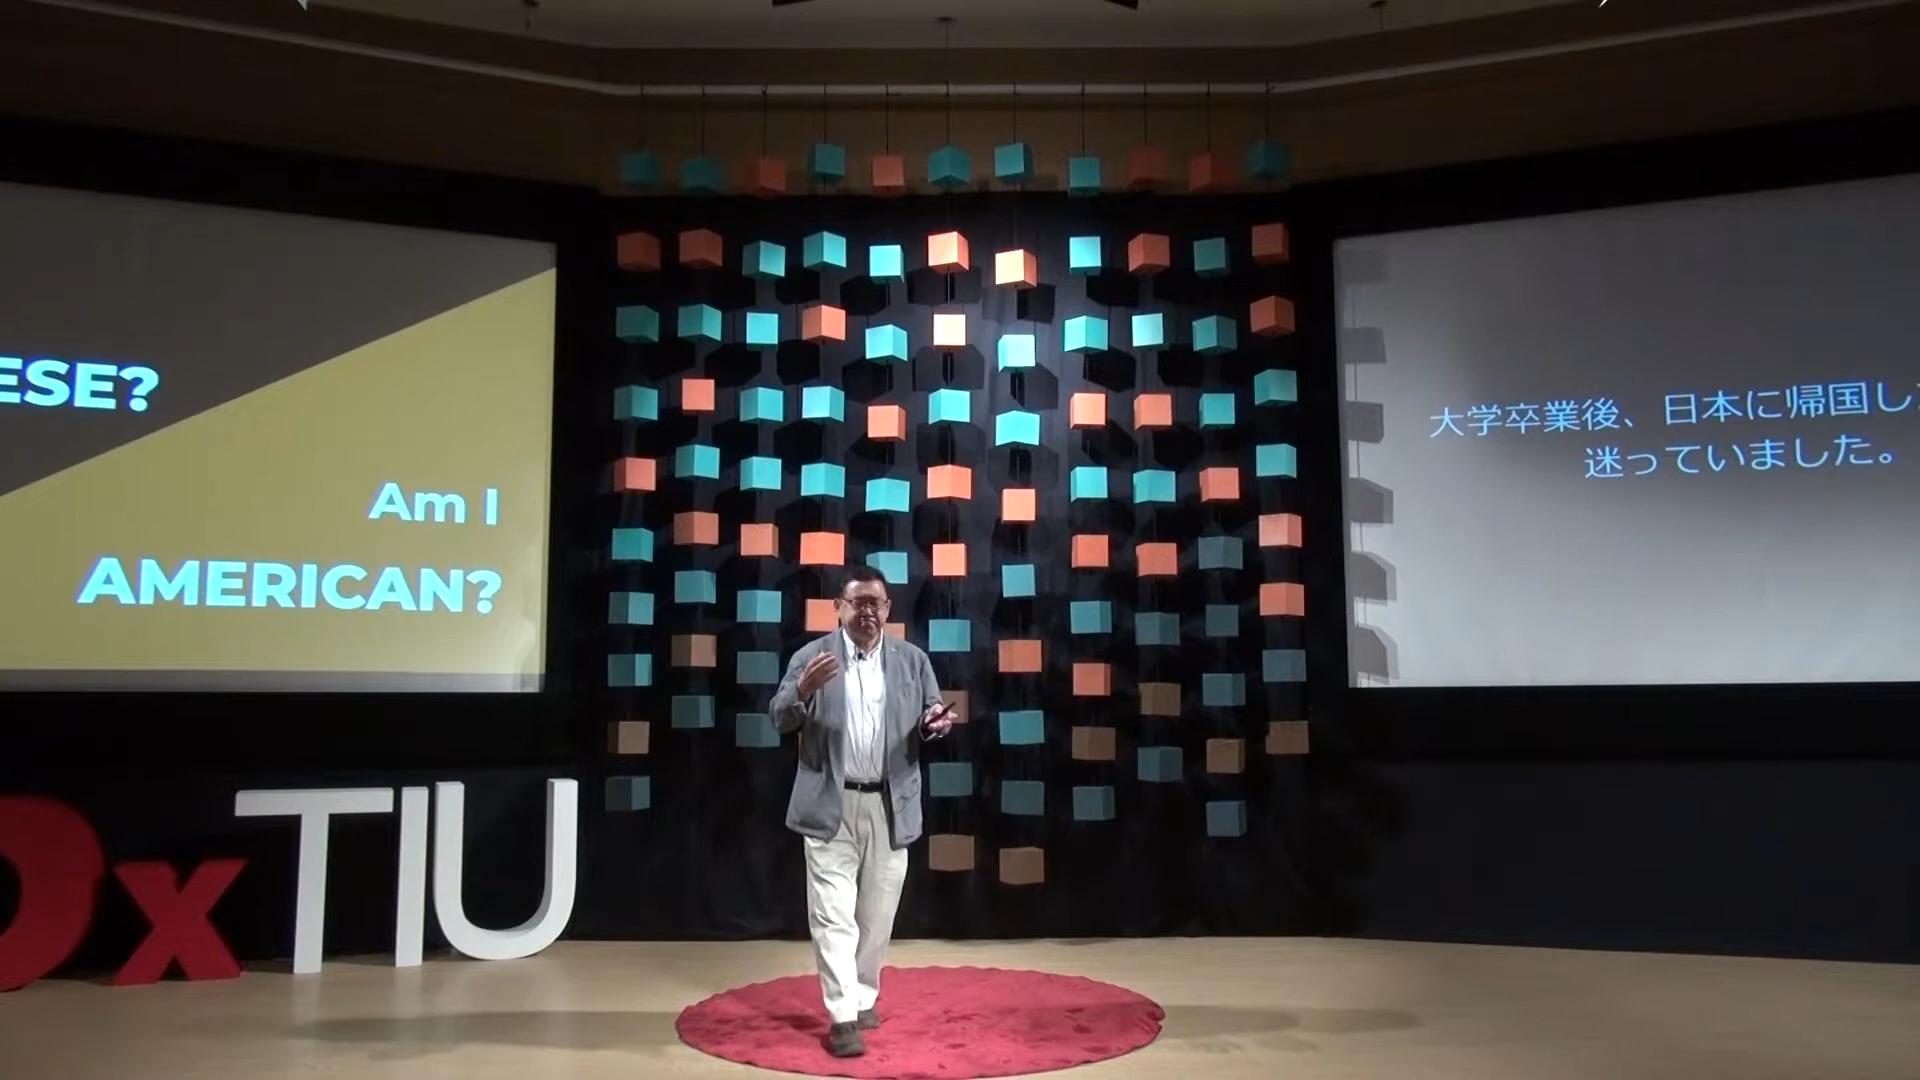 ESE?
Am I
AMERICAN?
大学卒業後、日本に帰国し
迷っていました。
x TIU